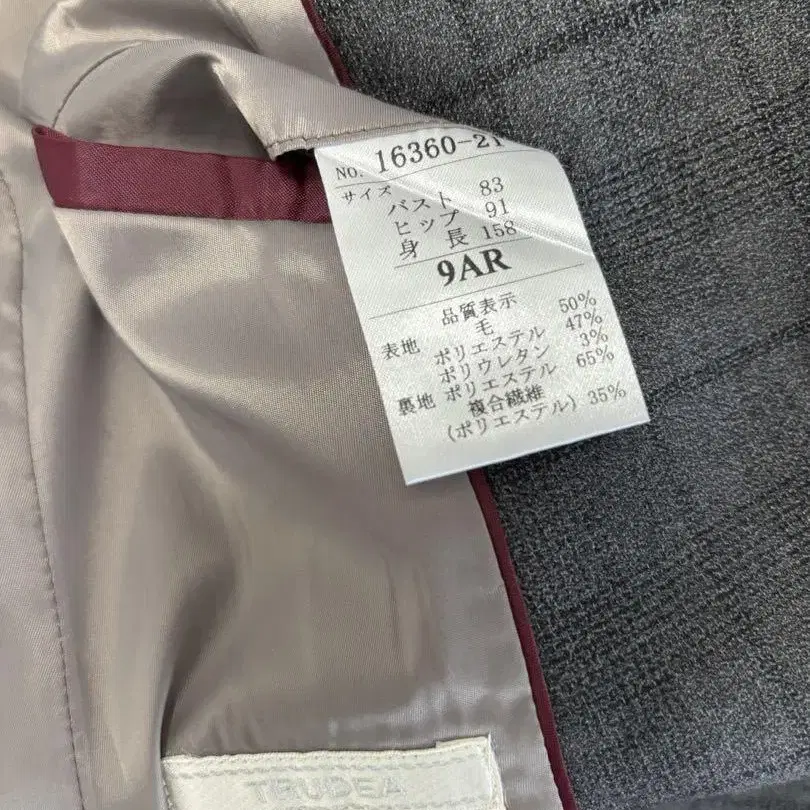 No. 16360-21
サイズ
バスト 83
ヒップ 91
身長 158
9AR
品質表示
表地 毛 50%
ポリエステル 47%
ポリウレタン 3%
裏地 ポリエステル 65%
複合繊維
(ポリエステル) 35%
TRUDEA